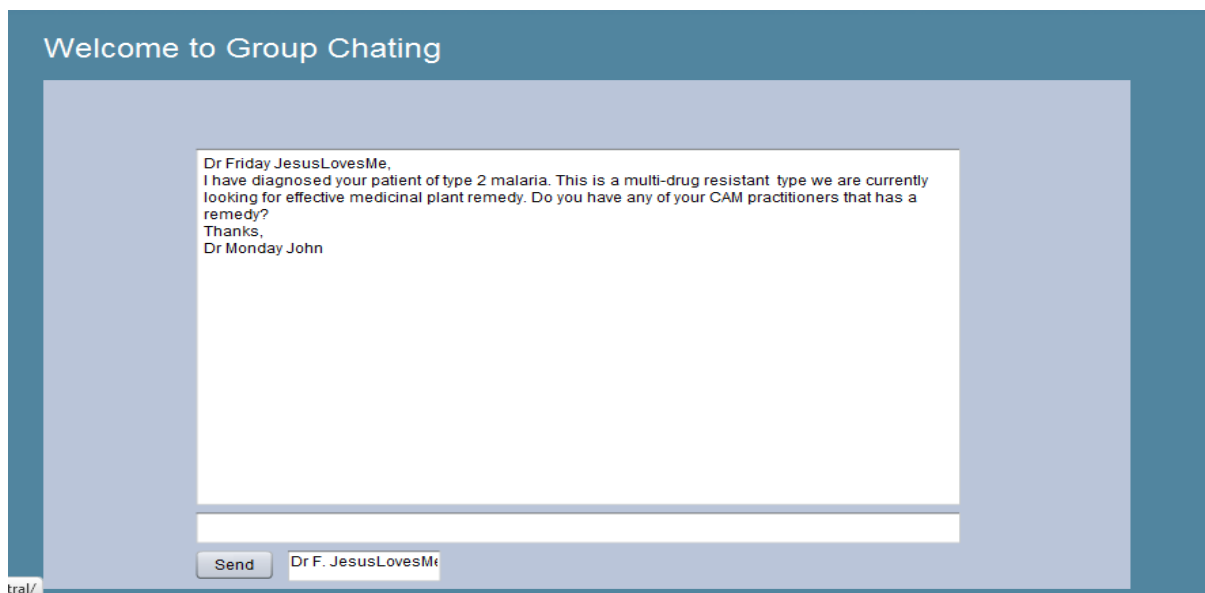 Welcome to Group Chating
Dr Friday JesusLovesMe,
I have diagnosed your patient of type 2 malaria. This is a multi-drug resistant type we are currently
looking for effective medicinal plant remedy. Do you have any of your CAM practitioners that has a
remedy?
Thanks,
Dr Monday John
Send
Dr F. JesusLovesMe
tral/